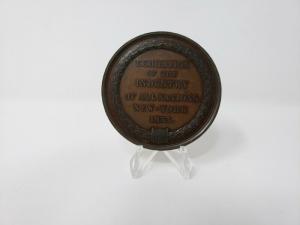 EXHIBITION
OF THE
INDUSTRY
OF ALL NATIONS
NEW-YORK
1853.